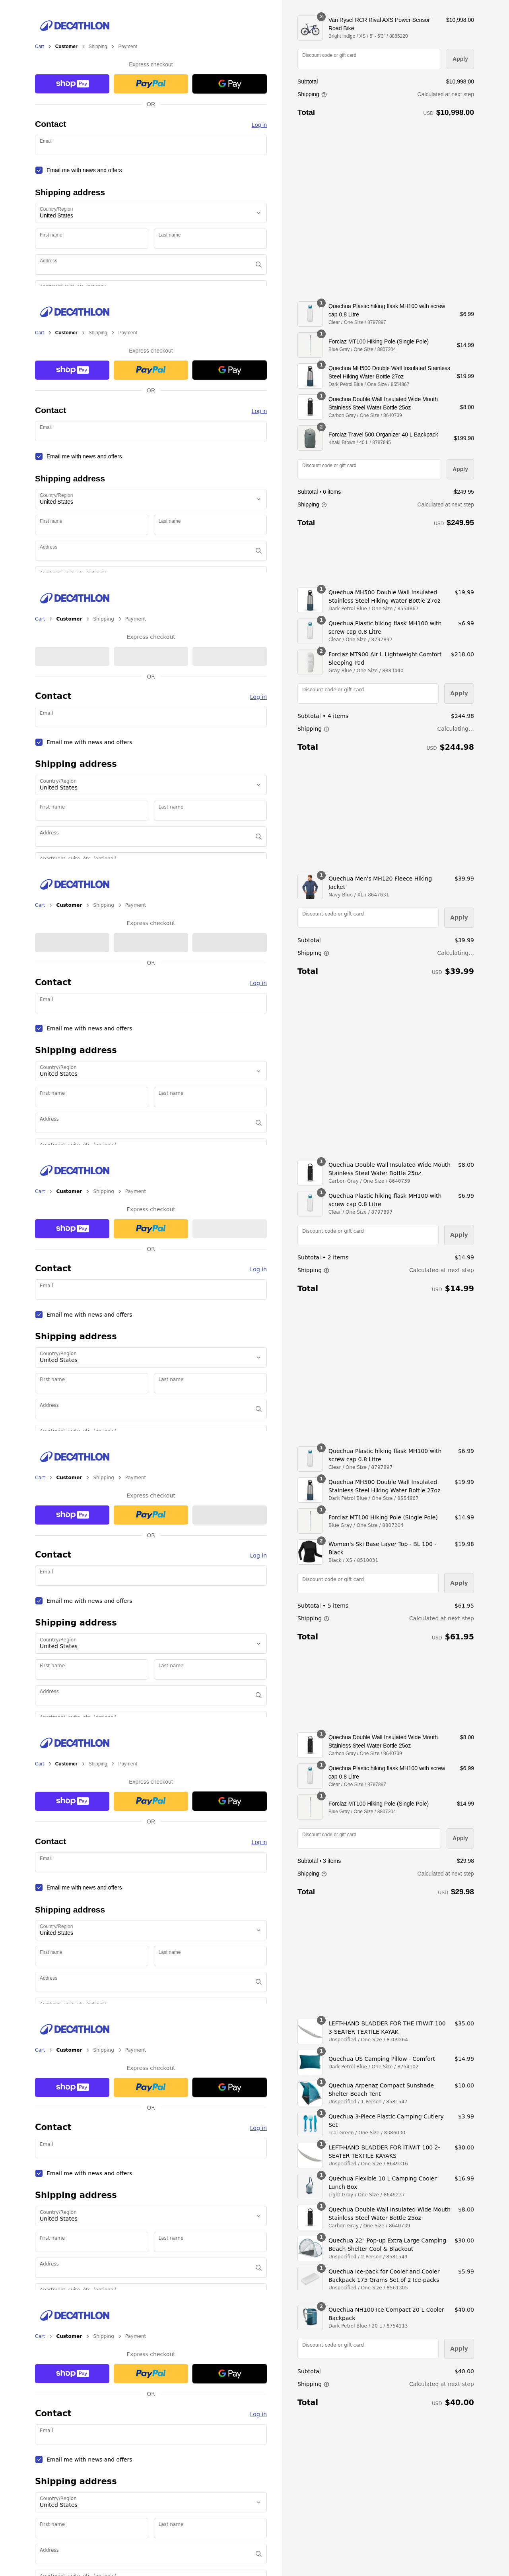 DECATHLON
Cart > Customer > Shipping > Payment
Express checkout
shop Pay
PayPal
G Pay
OR
Contact
Log in
Email
Email me with news and offers
Shipping address
Country/Region
United States
First name
Last name
Address
2
Van Rysel RCR Rival AXS Power Sensor
Road Bike
$10,998.00
Bright Indigo / XS / 5' - 5'5" / 8885220
Discount code or gift card
Apply
Subtotal
$10,998.00
Shipping
Calculated at next step
Total
USD $10,998.00
DECATHLON
Cart > Customer > Shipping > Payment
Express checkout
shop Pay
PayPal
G Pay
OR
Contact
Log in
Email
Email me with news and offers
Shipping address
Country/Region
United States
First name
Last name
Address
1
Quechua Plastic hiking flask MH100 with screw
cap 0.8 Litre
$6.99
Clear / One Size / 8797897
1
Forclaz MT100 Hiking Pole (Single Pole)
$14.99
Blue Gray / One Size / 8807204
1
Quechua MH500 Double Wall Insulated Stainless
Steel Hiking Water Bottle 27oz
$19.99
Dark Petrol Blue / One Size / 8554867
1
Quechua Double Wall Insulated Wide Mouth
Stainless Steel Water Bottle 25oz
$8.00
Carbon Gray / One Size / 8640739
2
Forclaz Travel 500 Organizer 40 L Backpack
$199.98
Khaki Brown / 40 L / 8787645
Discount code or gift card
Apply
Subtotal • 6 items
$249.95
Shipping
Calculated at next step
Total
USD $249.95
DECATHLON
Cart > Customer > Shipping > Payment
Express checkout
OR
Contact
Log in
Email
Email me with news and offers
Shipping address
Country/Region
United States
First name
Last name
Address
1
Quechua MH500 Double Wall Insulated
Stainless Steel Hiking Water Bottle 27oz
$19.99
Dark Petrol Blue / One Size / 8554867
1
Quechua Plastic hiking flask MH100 with
screw cap 0.8 Litre
$6.99
Clear / One Size / 8797897
2
Forclaz MT900 Air L Lightweight Comfort
Sleeping Pad
$218.00
Gray Blue / One Size / 8883440
Discount code or gift card
Apply
Subtotal • 4 items
$244.98
Shipping
Calculating...
Total
USD $244.98
DECATHLON
Cart > Customer > Shipping > Payment
Express checkout
OR
Contact
Log in
Email
Email me with news and offers
Shipping address
Country/Region
United States
First name
Last name
Address
1
Quechua Men's MH120 Fleece Hiking
Jacket
$39.99
Navy Blue / XL / 8647631
Discount code or gift card
Apply
Subtotal
$39.99
Shipping
Calculating...
Total
USD $39.99
DECATHLON
Cart > Customer > Shipping > Payment
Express checkout
shop Pay
PayPal
OR
Contact
Log in
Email
Email me with news and offers
Shipping address
Country/Region
United States
First name
Last name
Address
1
Quechua Double Wall Insulated Wide Mouth
Stainless Steel Water Bottle 25oz
$8.00
Carbon Gray / One Size / 8640739
1
Quechua Plastic hiking flask MH100 with
screw cap 0.8 Litre
$6.99
Clear / One Size / 8797897
Discount code or gift card
Apply
Subtotal • 2 items
$14.99
Shipping
Calculated at next step
Total
USD $14.99
DECATHLON
Cart > Customer > Shipping > Payment
Express checkout
shop Pay
PayPal
OR
Contact
Log in
Email
Email me with news and offers
Shipping address
Country/Region
United States
First name
Last name
Address
1
Quechua Plastic hiking flask MH100 with
screw cap 0.8 Litre
$6.99
Clear / One Size / 8797897
1
Quechua MH500 Double Wall Insulated
Stainless Steel Hiking Water Bottle 27oz
$19.99
Dark Petrol Blue / One Size / 8554867
1
Forclaz MT100 Hiking Pole (Single Pole)
$14.99
Blue Gray / One Size / 8807204
2
Women's Ski Base Layer Top - BL 100 -
Black
$19.98
Black / XS / 8510031
Discount code or gift card
Apply
Subtotal • 5 items
$61.95
Shipping
Calculated at next step
Total
USD $61.95
DECATHLON
Cart > Customer > Shipping > Payment
Express checkout
shop Pay
PayPal
G Pay
OR
Contact
Log in
Email
Email me with news and offers
Shipping address
Country/Region
United States
First name
Last name
Address
1
Quechua Double Wall Insulated Wide Mouth
Stainless Steel Water Bottle 25oz
$8.00
Carbon Gray / One Size / 8640739
1
Quechua Plastic hiking flask MH100 with screw
cap 0.8 Litre
$6.99
Clear / One Size / 8797897
1
Forclaz MT100 Hiking Pole (Single Pole)
$14.99
Blue Gray / One Size / 8807204
Discount code or gift card
Apply
Subtotal • 3 items
$29.98
Shipping
Calculated at next step
Total
USD $29.98
DECATHLON
Cart > Customer > Shipping > Payment
Express checkout
shop Pay
PayPal
G Pay
OR
Contact
Log in
Email
Email me with news and offers
Shipping address
Country/Region
United States
First name
Last name
Address
1
LEFT-HAND BLADDER FOR THE ITIWIT 100
3-SEATER TEXTILE KAYAK
$35.00
Unspecified / One Size / 8309264
1
Quechua US Camping Pillow - Comfort
$14.99
Dark Petrol Blue / One Size / 8754102
1
Quechua Arpenaz Compact Sunshade
Shelter Beach Tent
$10.00
Unspecified / 1 Person / 8581547
1
Quechua 3-Piece Plastic Camping Cutlery
Set
$3.99
Teal Green / One Size / 8386030
1
LEFT-HAND BLADDER FOR ITIWIT 100 2-
SEATER TEXTILE KAYAKS
$30.00
Unspecified / One Size / 8649316
1
Quechua Flexible 10 L Camping Cooler
Lunch Box
$16.99
Light Gray / One Size / 8649237
1
Quechua Double Wall Insulated Wide Mouth
Stainless Steel Water Bottle 25oz
$8.00
Carbon Gray / One Size / 8640739
1
Quechua 22" Pop-up Extra Large Camping
Beach Shelter Cool & Blackout
$30.00
Unspecified / 2 Person / 8581549
1
Quechua Ice-pack for Cooler and Cooler
Backpack 175 Grams Set of 2 Ice-packs
$5.99
Unspecified / One Size / 8561305
DECATHLON
Cart > Customer > Shipping > Payment
Express checkout
shop Pay
PayPal
G Pay
OR
Contact
Log in
Email
Email me with news and offers
Shipping address
Country/Region
United States
First name
Last name
Address
2
Quechua NH100 Ice Compact 20 L Cooler
Backpack
$40.00
Dark Petrol Blue / 20 L / 8754113
Discount code or gift card
Apply
Subtotal
$40.00
Shipping
Calculated at next step
Total
USD $40.00